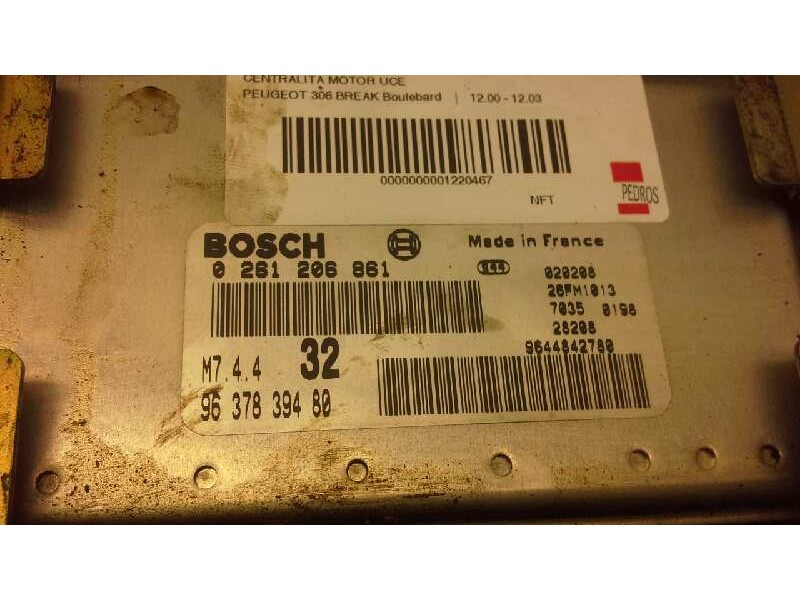 CENTRALITA MOTOR UCE
PEUGEOT 306 BREAK Boulebard | 12.00 - 12.03
0000000001220467
NFT
PEDROS
BOSCH
Made in France
0 261 206 861
020208
26FM1013
7035 0198
28208
9644842780
M7.4.4 32
96 378 394 80